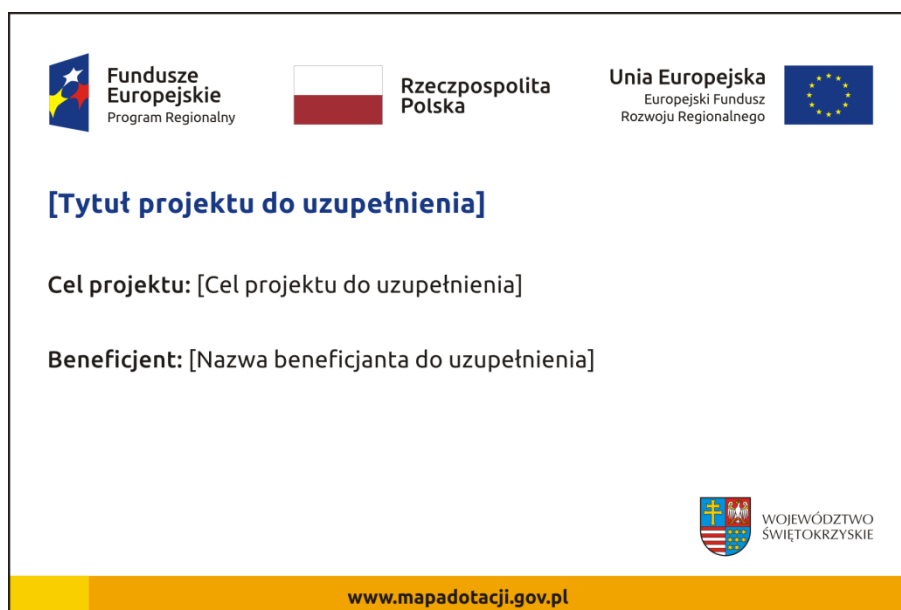 Fundusze
Europejskie
Program Regionalny
Rzeczpospolita
Polska
Unia Europejska
Europejski Fundusz
Rozwoju Regionalnego
[Tytuł projektu do uzupełnienia]
Cel projektu: [Cel projektu do uzupełnienia]
Beneficjent: [Nazwa beneficjanta do uzupełnienia]
WOJEWÓDZTWO
ŚWIĘTOKRZYSKIE
www.mapadotacji.gov.pl